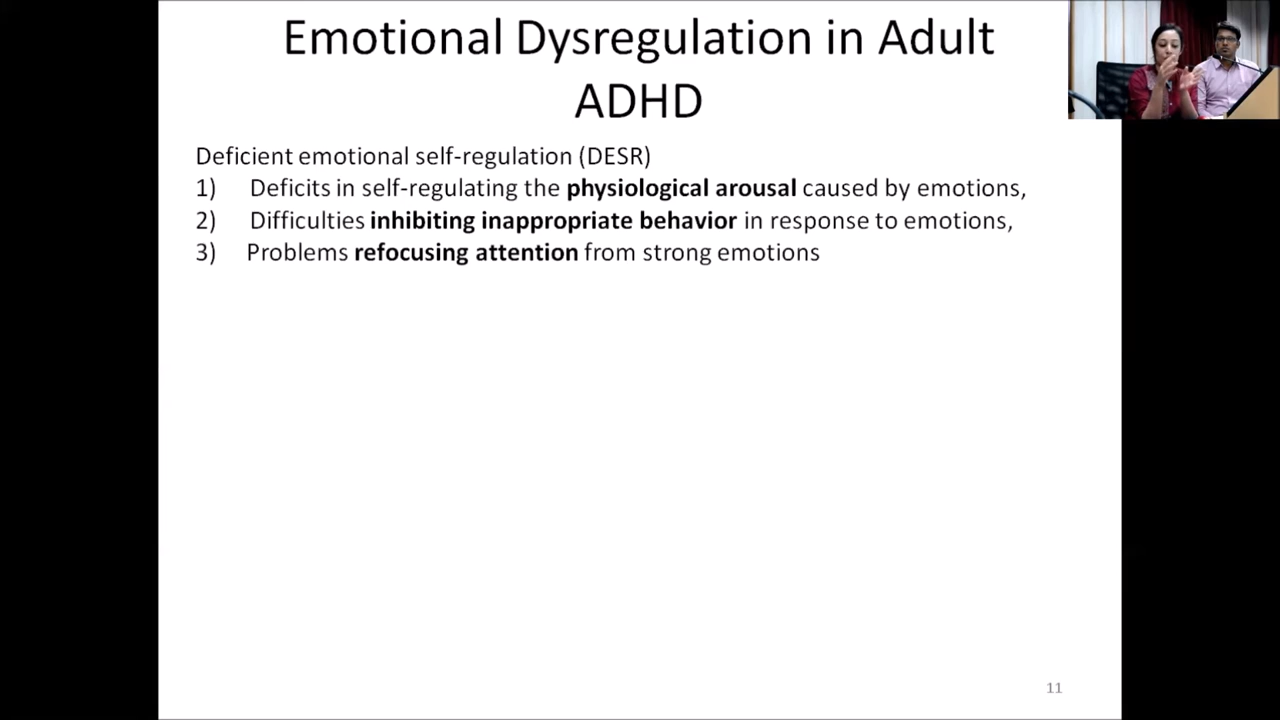 Emotional Dysregulation in Adult
ADHD
Deficient emotional self-regulation (DESR)
1) Deficits in self-regulating the physiological arousal caused by emotions,
2) Difficulties inhibiting inappropriate behavior in response to emotions,
3) Problems refocusing attention from strong emotions
11